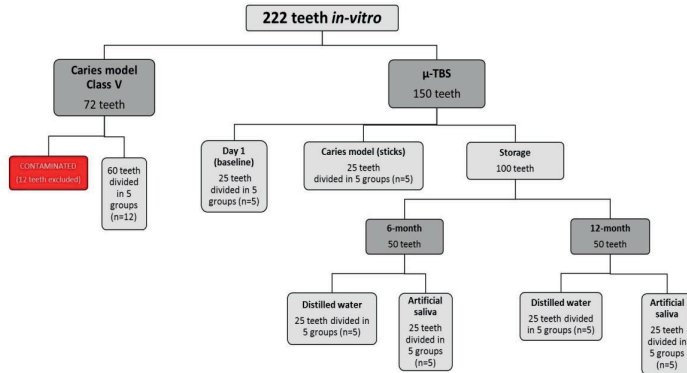 222 teeth in-vitro
Caries model
Class V
72 teeth
μ-TBS
150 teeth
CONTAMINATED
(12 teeth excluded)
60 teeth
divided
in 5
groups
(n=12)
Day 1
(baseline)
25 teeth
divided in 5
groups (n=5)
Caries model (sticks)
25 teeth
divided in 5 groups (n=5)
Storage
100 teeth
6-month
50 teeth
12-month
50 teeth
Distilled water
25 teeth divided in
5 groups (n=5)
Artificial
saliva
25 teeth
divided in
5 groups
(n=5)
Distilled water
25 teeth divided
in 5 groups (n=5)
Artificial
saliva
25 teeth
divided in
5 groups
(n=5)